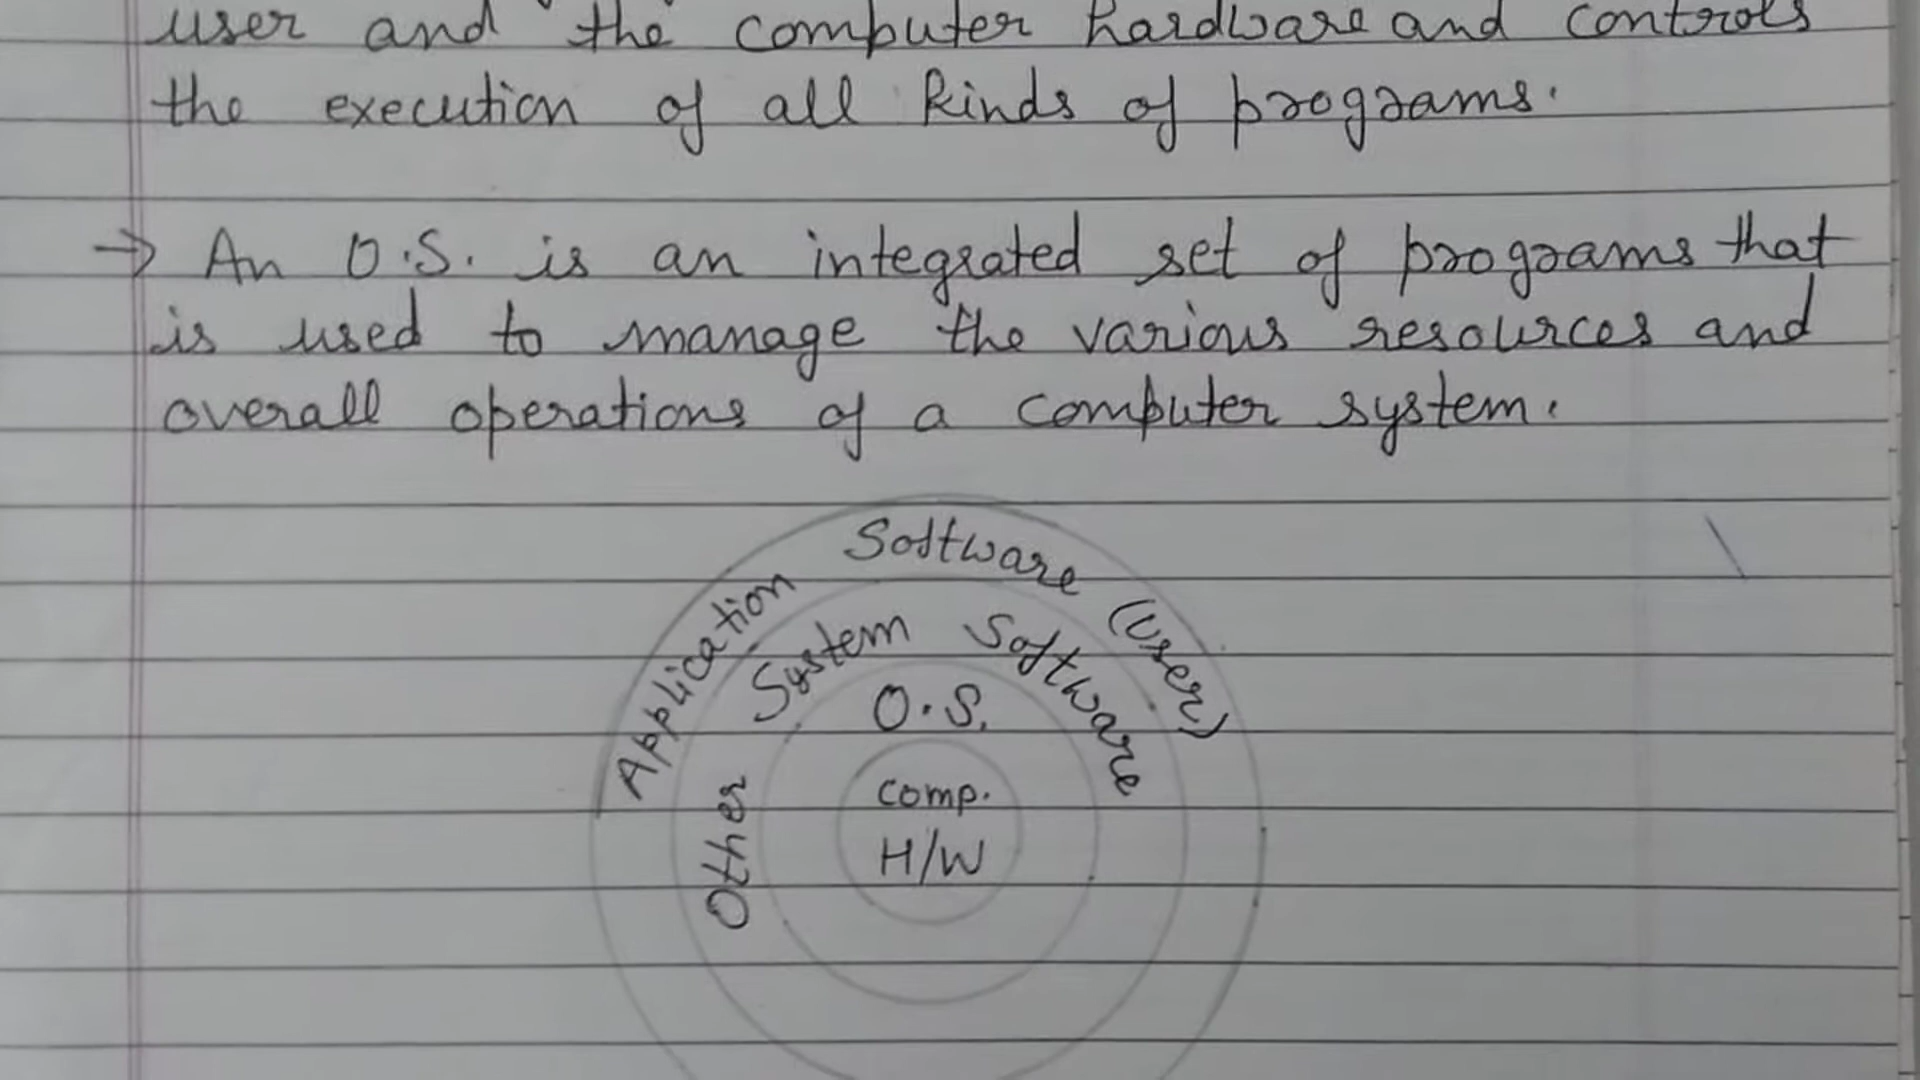 user and the computer hardware and controls
the execution of all kinds of programs.
→ An O.S. is an integrated set of programs that
is used to manage the various resources and
overall operations of a computer system.
Application Software (User)
Other System Software
O.S.
Comp.
H/W